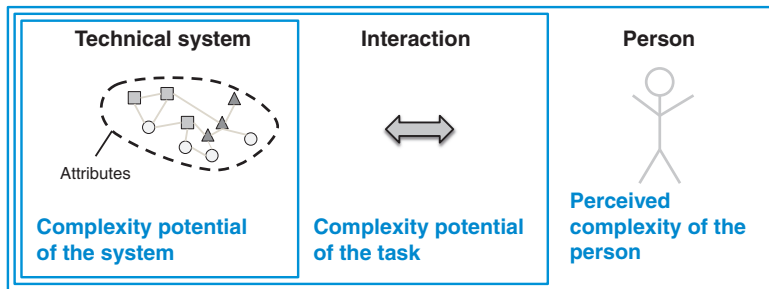 Technical system
Interaction
Person
Attributes
Complexity potential
of the system
Complexity potential
of the task
Perceived
complexity of the
person